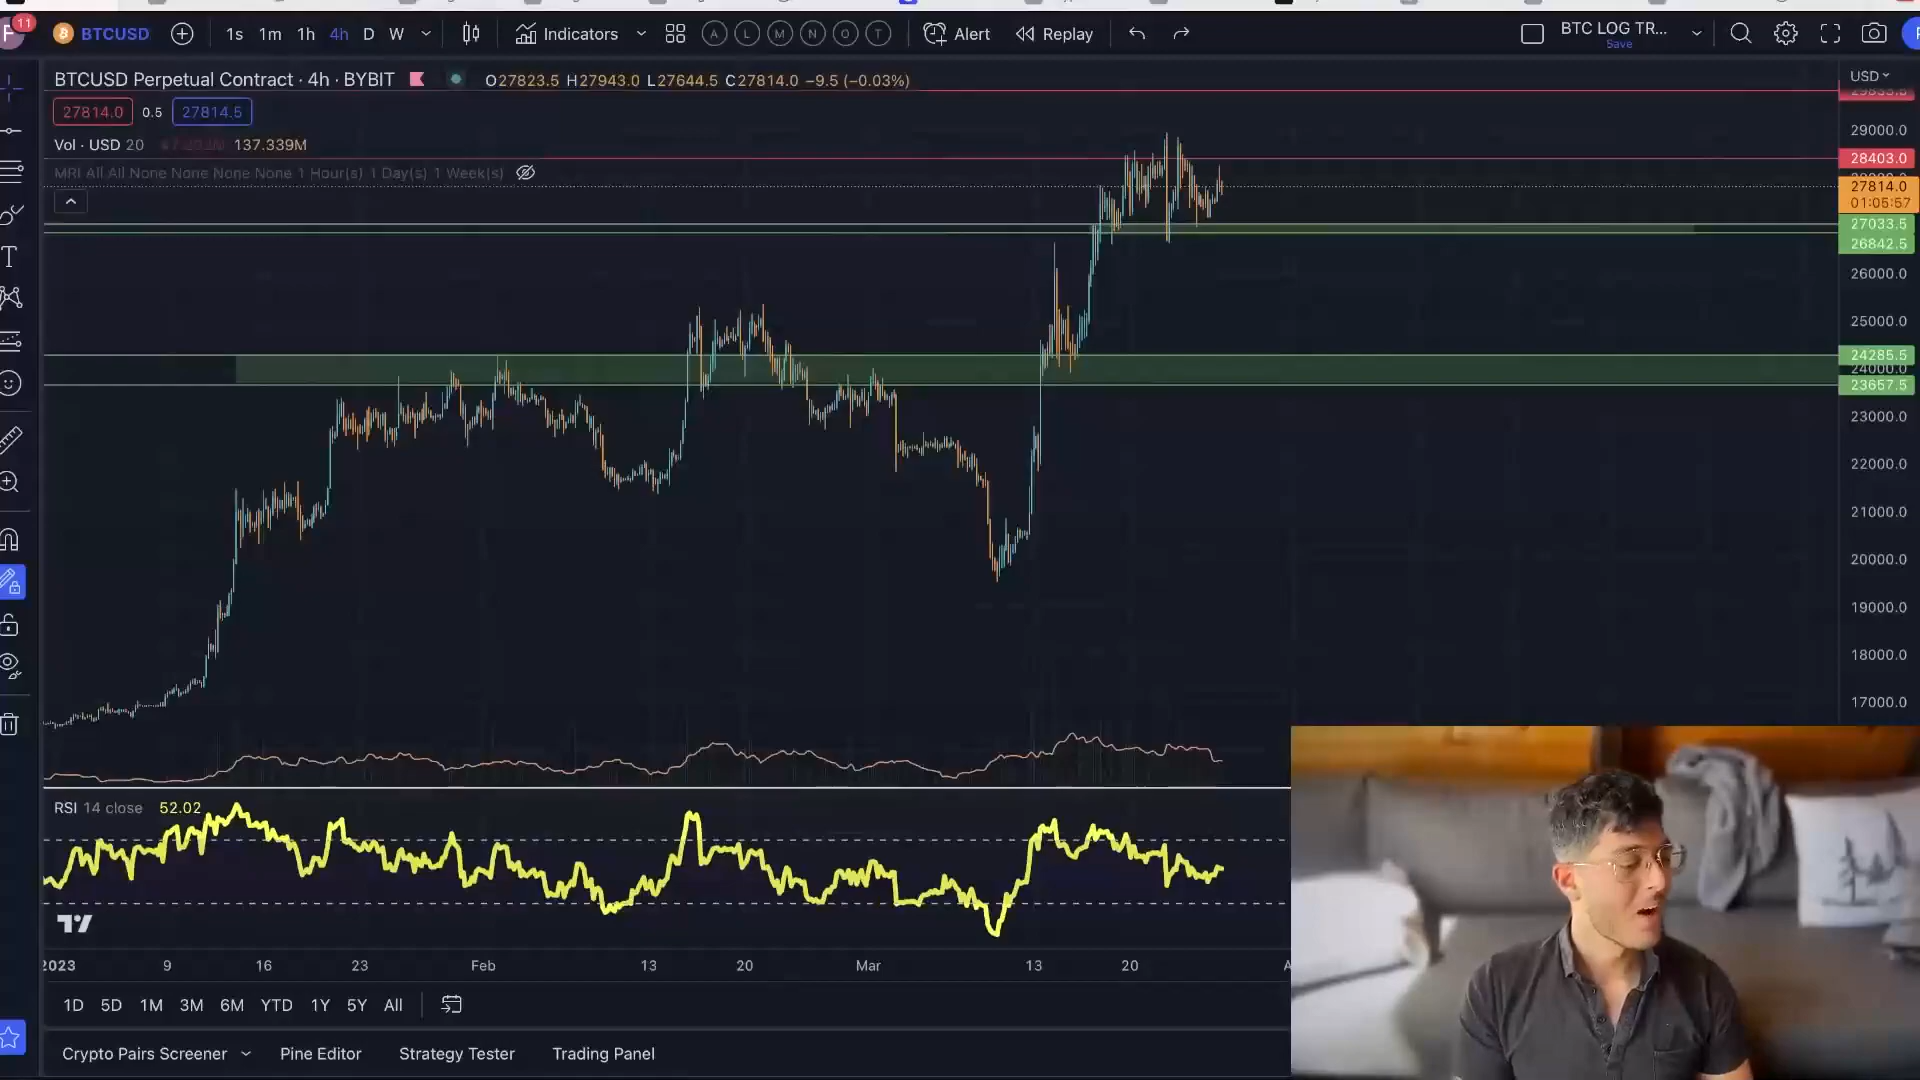 11
BTCUSD 1s 1m 1h 4h D W Indicators A L M N O T Alert Replay BTC LOG TR... Save
BTCUSD Perpetual Contract · 4h · BYBIT O27823.5 H27943.0 L27644.5 C27814.0 −9.5 (−0.03%)
USD
27814.0 0.5 27814.5
29000.0
Vol · USD 20 137.339M
28403.0
MRI All All None None None None 1 Hour(s) 1 Day(s) 1 Week(s)
27814.0
01:05:57
27033.5
26842.5
26000.0
25000.0
24285.5
24000.0
23657.5
23000.0
22000.0
21000.0
20000.0
19000.0
18000.0
17000.0
RSI 14 close 52.02
2023 9 16 23 Feb 13 20 Mar 13 20
1D 5D 1M 3M 6M YTD 1Y 5Y All
Crypto Pairs Screener Pine Editor Strategy Tester Trading Panel